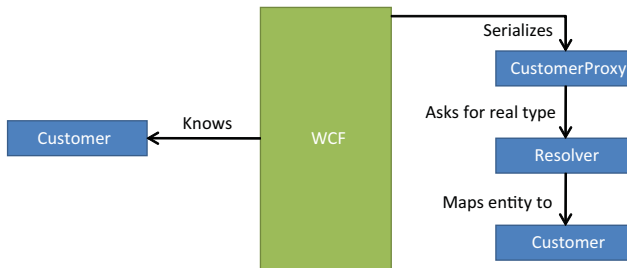 Serializes
CustomerProxy
Asks for real type
Customer
Knows
WCF
Resolver
Maps entity to
Customer